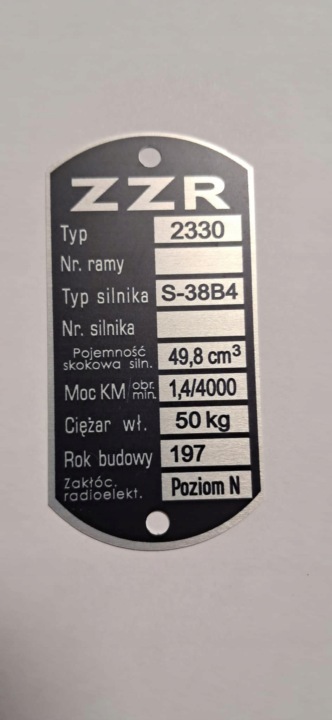 ZZR
Typ 2330
Nr. ramy
Typ silnika S-38B4
Nr. silnika
Pojemność
skokowa siln. 49,8 cm³
Moc KM/obr. min. 1,4/4000
Ciężar wł. 50 kg
Rok budowy 197
Zakłóc.
radioelekt. Poziom N